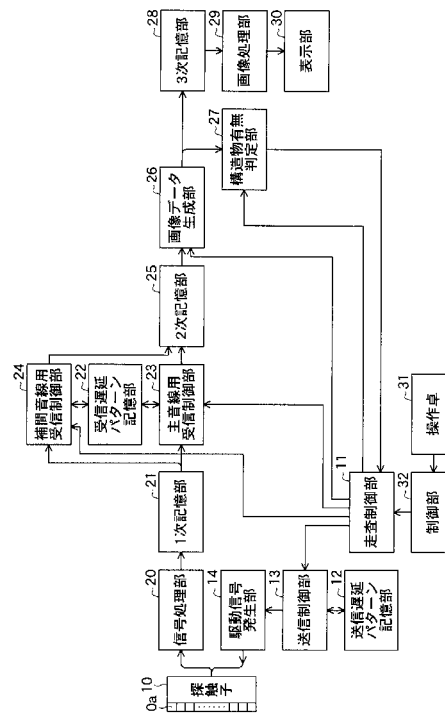 0a
10
探触子
20
信号処理部
21
1次記憶部
24
補間音線用
受信制御部
22
受信遅延
パターン
記憶部
23
主音線用
受信制御部
25
2次記憶部
26
画像データ
生成部
27
構造物有無
判定部
28
3次記憶部
29
画像処理部
30
表示部
14
駆動信号
発生部
13
送信制御部
12
送信遅延
パターン
記憶部
11
走査制御部
32
制御部
31
操作卓